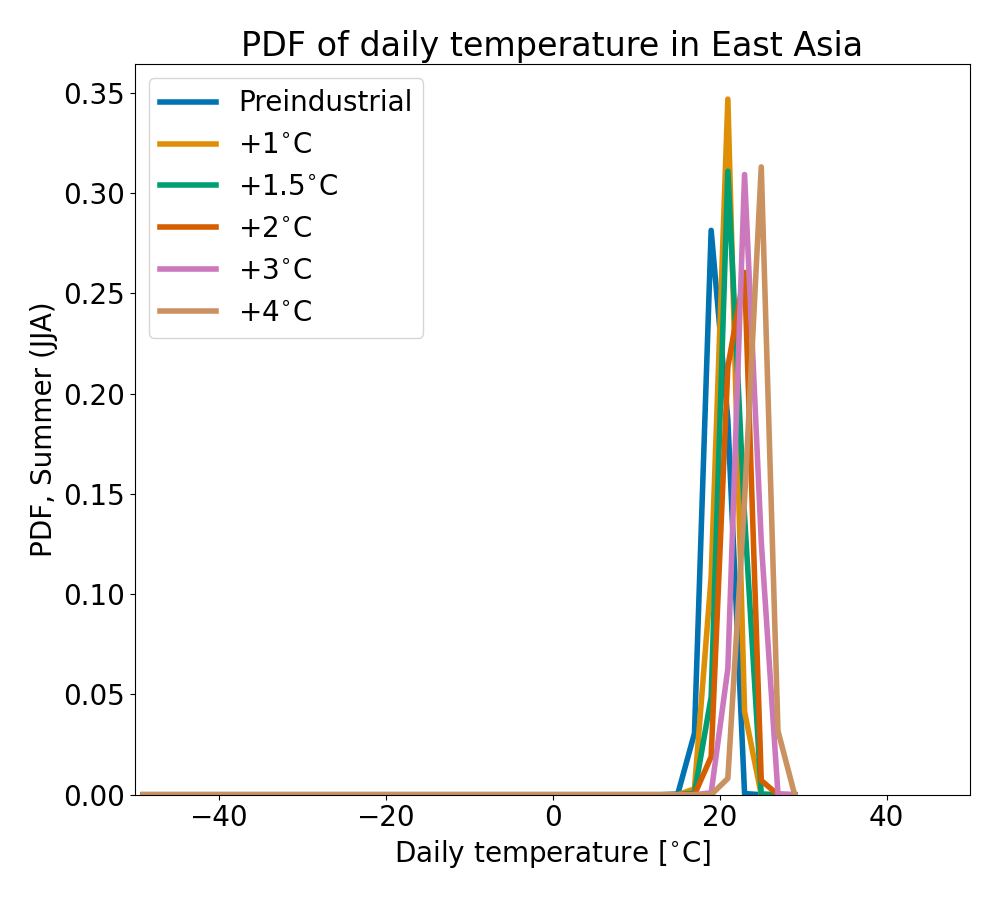 PDF of daily temperature in East Asia
Preindustrial
+1°C
+1.5°C
+2°C
+3°C
+4°C
PDF, Summer (JJA)
0.35
0.30
0.25
0.20
0.15
0.10
0.05
0.00
−40
−20
0
20
40
Daily temperature [°C]